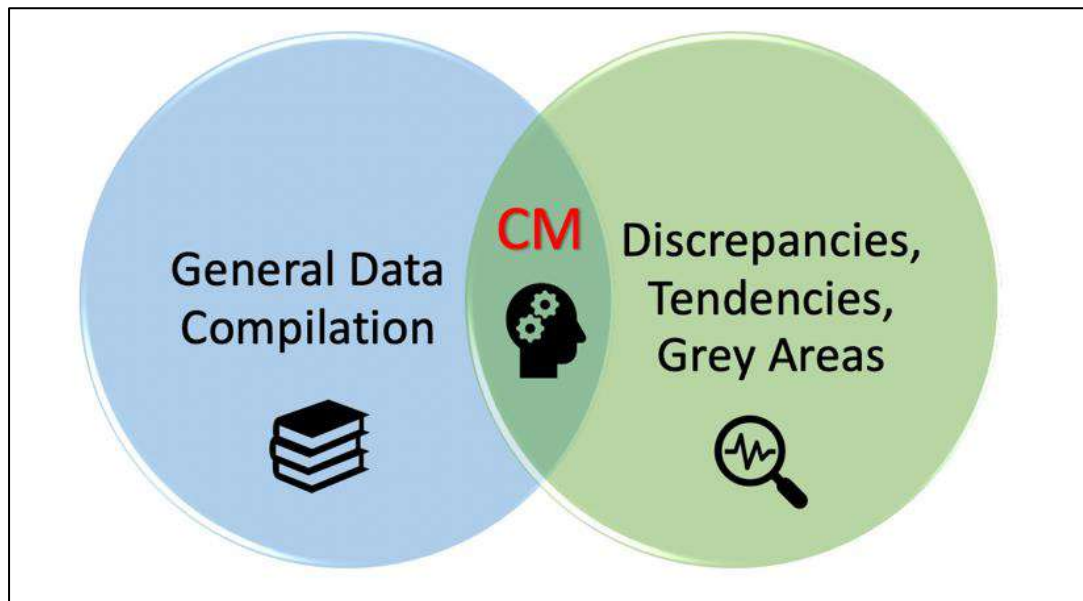 General Data
Compilation
CM
Discrepancies,
Tendencies,
Grey Areas